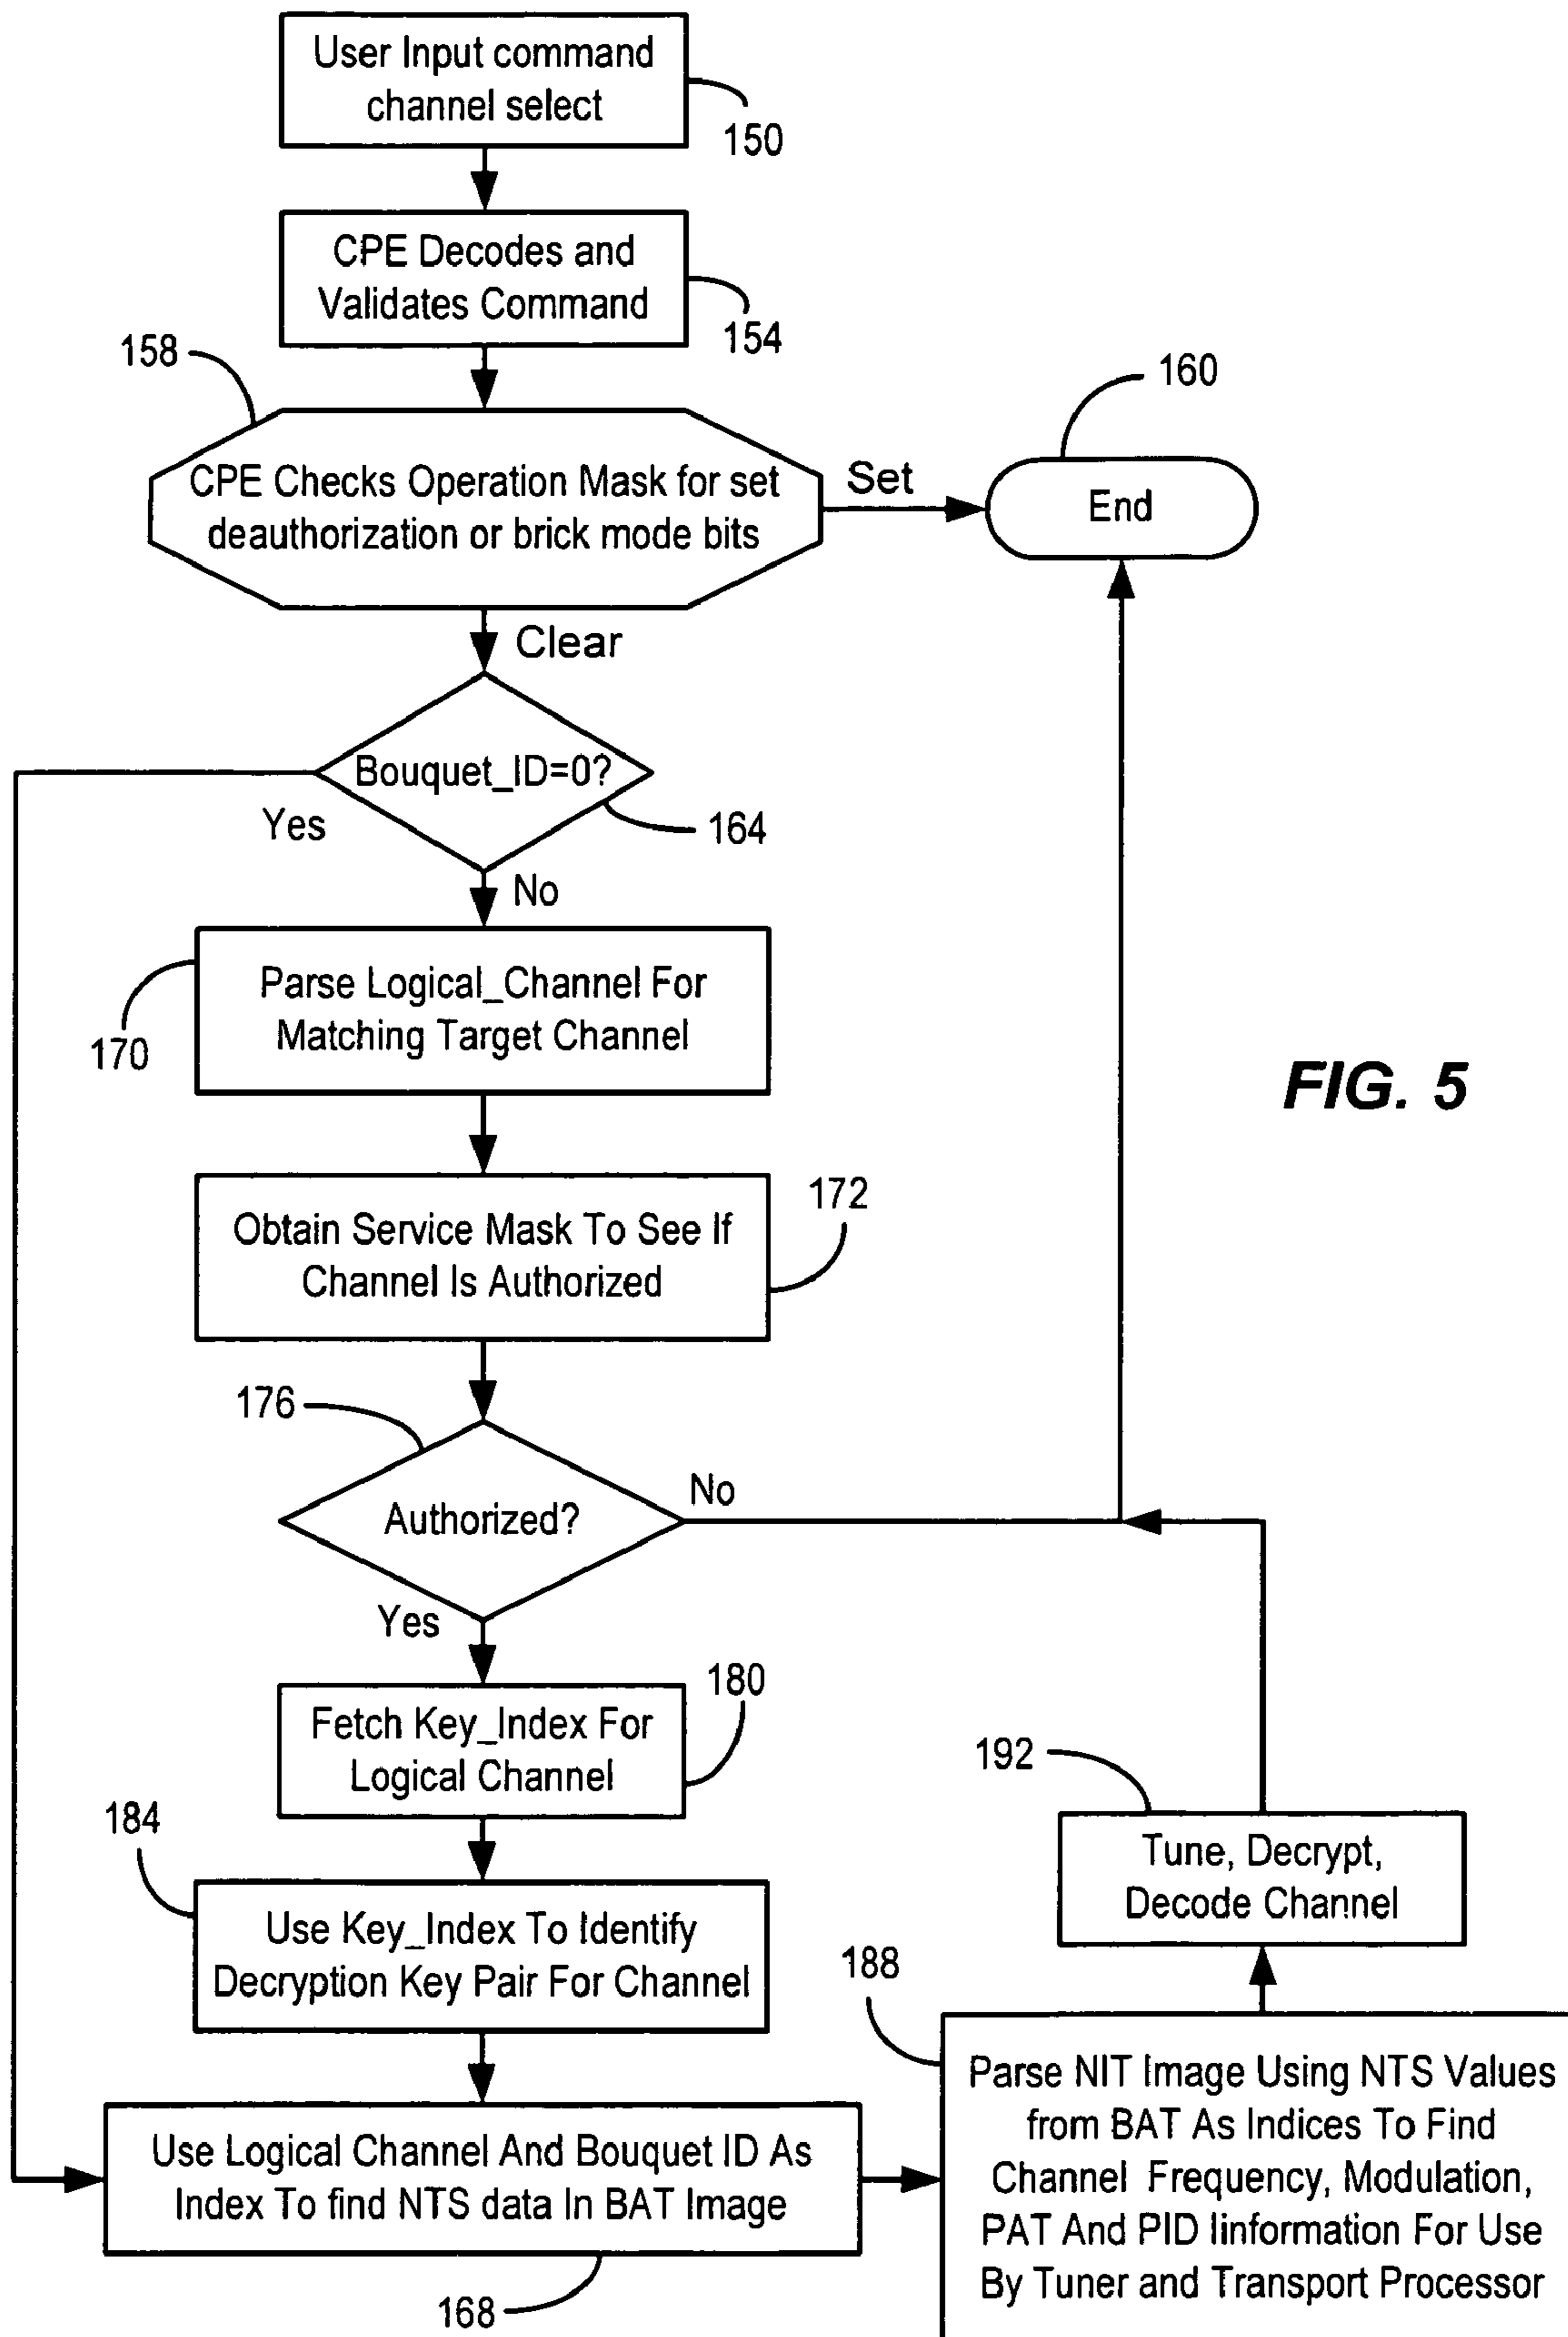 User Input command
channel select
150
CPE Decodes and
Validates Command
154
158
CPE Checks Operation Mask for set
deauthorization or brick mode bits
Set
160
End
Clear
Bouquet_ID=0?
Yes
164
No
Parse Logical_Channel For
Matching Target Channel
170
FIG. 5
Obtain Service Mask To See If
Channel Is Authorized
172
176
Authorized?
No
Yes
Fetch Key_Index For
Logical Channel
180
184
Use Key_Index To Identify
Decryption Key Pair For Channel
192
Tune, Decrypt,
Decode Channel
188
Parse NIT Image Using NTS Values
from BAT As Indices To Find
Channel Frequency, Modulation,
PAT And PID Iinformation For Use
By Tuner and Transport Processor
Use Logical Channel And Bouquet ID As
Index To find NTS data In BAT Image
168